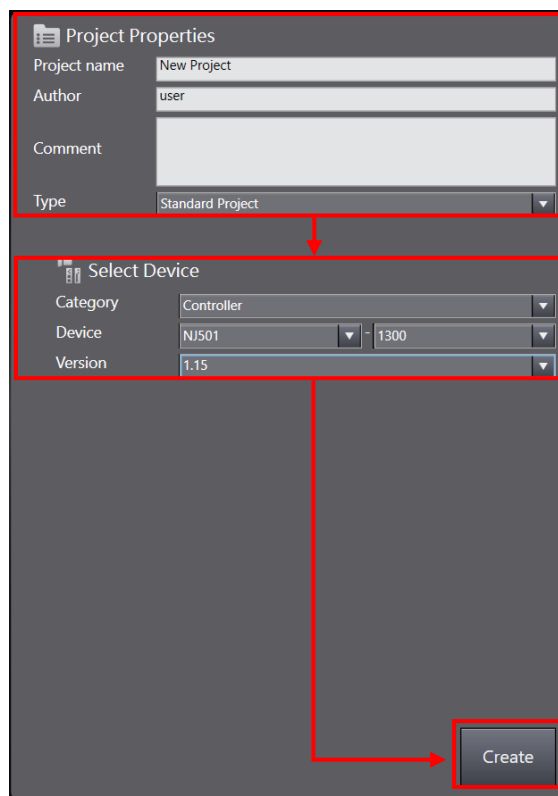 Project Properties
Project name New Project
Author user
Comment
Type Standard Project
Select Device
Category Controller
Device NJ501 - 1300
Version 1.15
Create